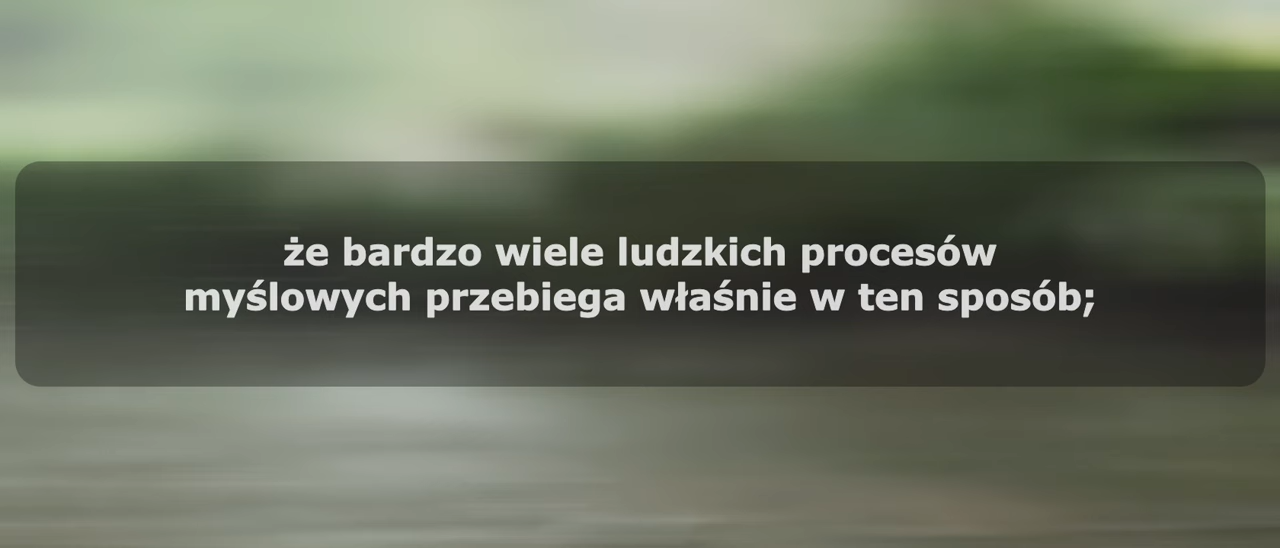 że bardzo wiele ludzkich procesów
myślowych przebiega właśnie w ten sposób;